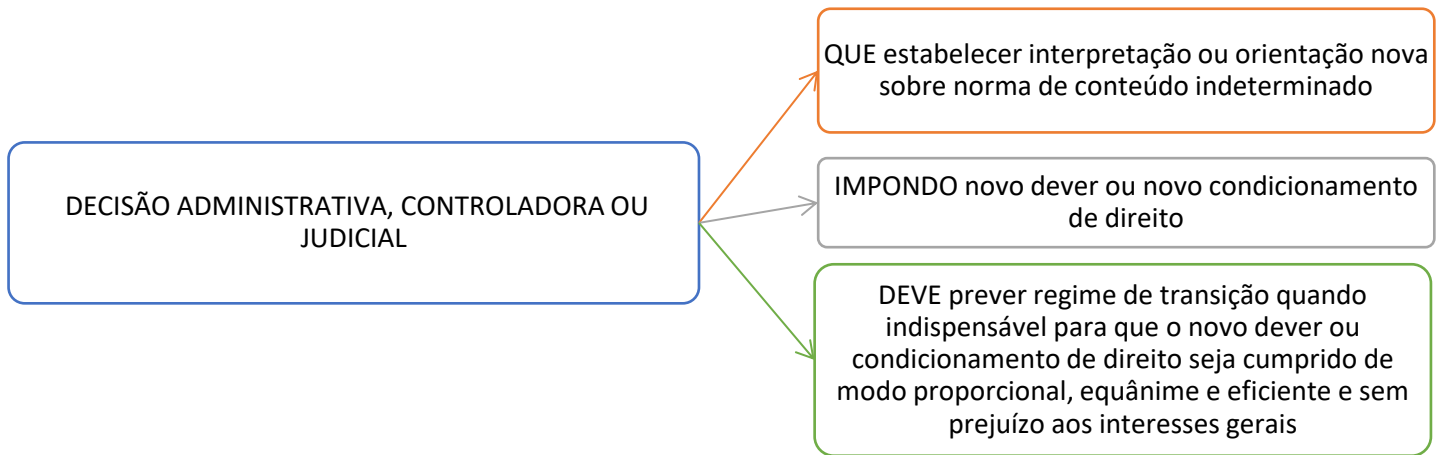 DECISÃO ADMINISTRATIVA, CONTROLADORA OU
JUDICIAL
QUE estabelecer interpretação ou orientação nova
sobre norma de conteúdo indeterminado
IMPONDO novo dever ou novo condicionamento
de direito
DEVE prever regime de transição quando
indispensável para que o novo dever ou
condicionamento de direito seja cumprido de
modo proporcional, equânime e eficiente e sem
prejuízo aos interesses gerais